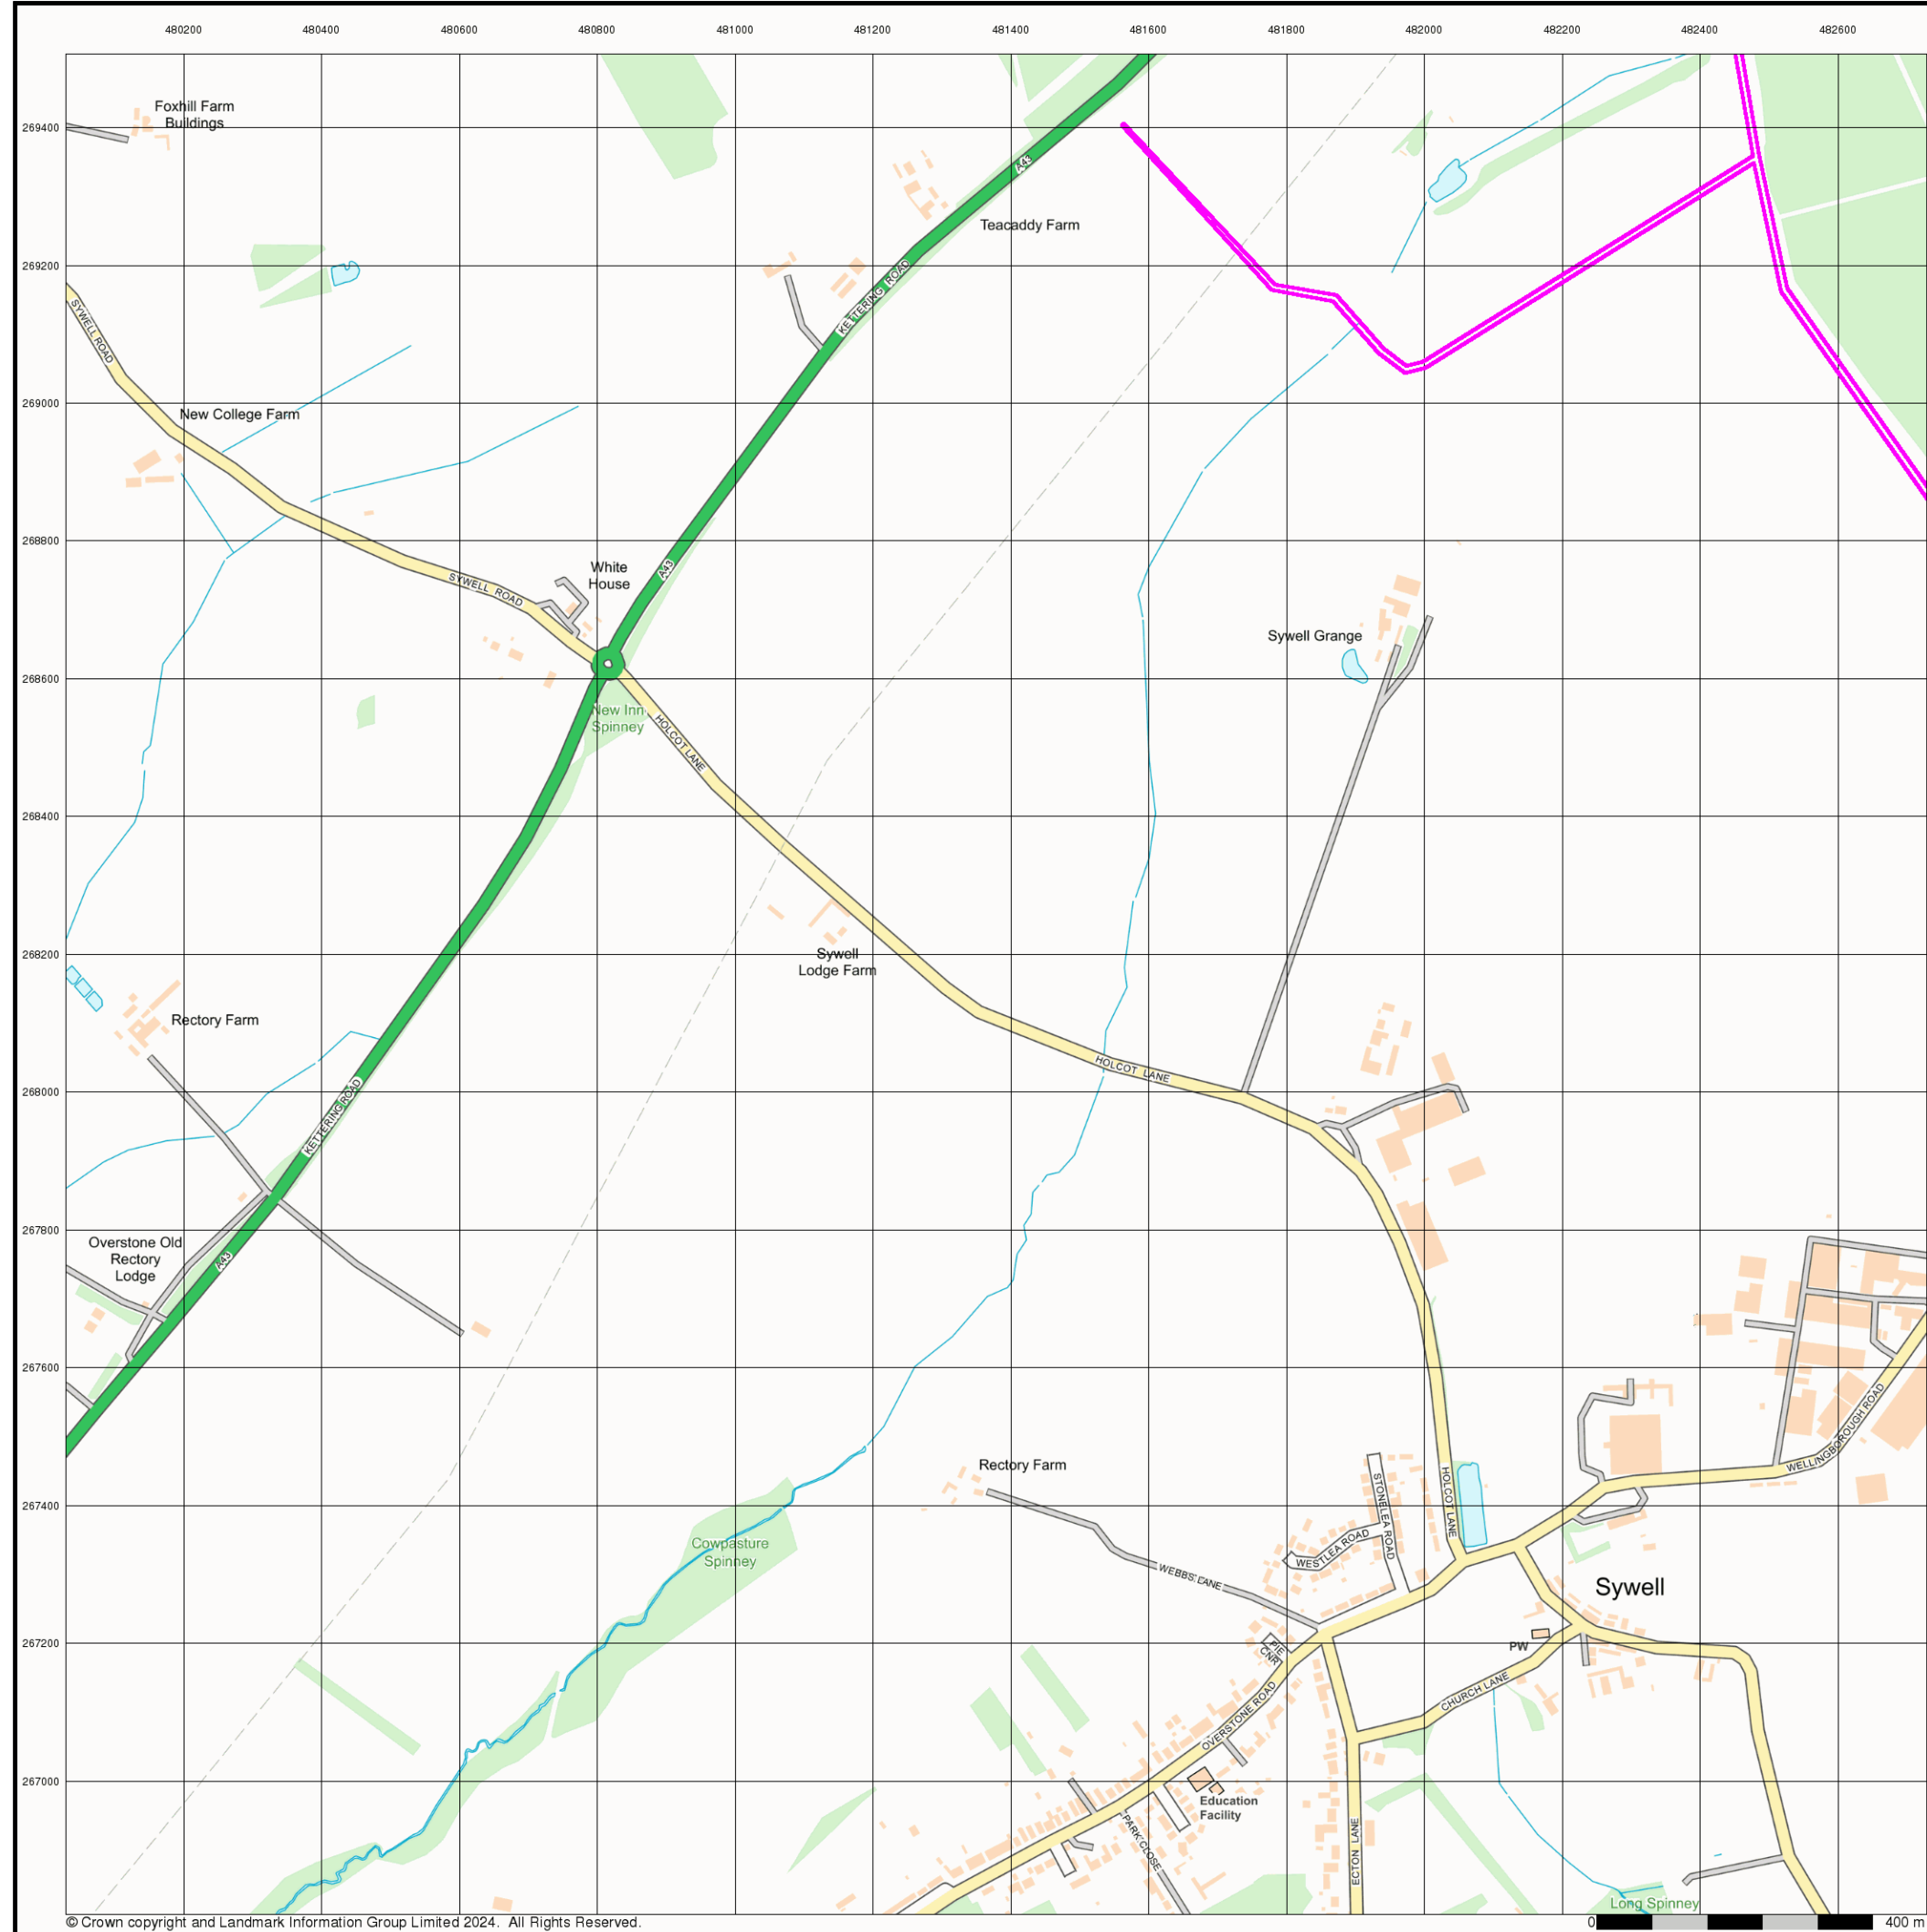 480200 480400 480600 480800 481000 481200 481400 481600 481800 482000 482200 482400 482600
269400
269200
269000
268800
268600
268400
268200
268000
267800
267600
267400
267200
267000
Foxhill Farm
Buildings
A43
Teacaddy Farm
KETTERING ROAD
SYWELL ROAD
New College Farm
A43
White
House
SYWELL ROAD
Sywell Grange
New Inn
Spinney
HOLCOT LANE
Sywell
Lodge Farm
Rectory Farm
HOLCOT LANE
KETTERING ROAD
Overstone Old
Rectory
Lodge
A43
WELLINGBOROUGH ROAD
Rectory Farm
STONELEA ROAD
HOLCOT LANE
Cowpasture
Spinney
WESTLEA ROAD
WEBBS LANE
Sywell
PW
PIE
CNR
CHURCH LANE
OVERSTONE ROAD
Education
Facility
PARK CLOSE
ECTON LANE
Long Spinney
© Crown copyright and Landmark Information Group Limited 2024. All Rights Reserved.
0 400 m